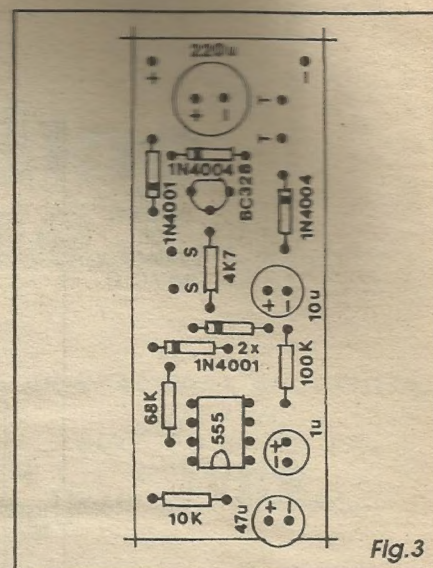 220u
+ -
+ -
T
T
1N4001
1N4004
BC328
1N4004
S
S
4K7
+ -
10u
2x
1N4001
100K
68K
555
+ -
1u
10K
47u
+ -
Fig.3